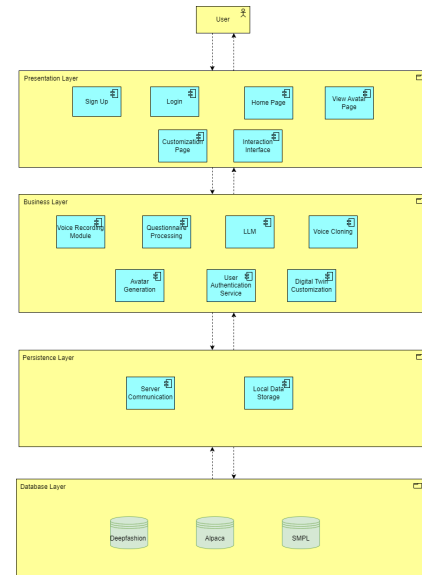 User
Presentation Layer
Sign Up
Login
Home Page
View Avatar
Page
Customization
Page
Interaction
Interface
Business Layer
Voice Recording
Module
Questionnaire
Processing
LLM
Voice Cloning
Avatar
Generation
User
Authentication
Service
Digital Twin
Customization
Persistence Layer
Server
Communication
Local Data
Storage
Database Layer
Deepfashion
Alpaca
SMPL